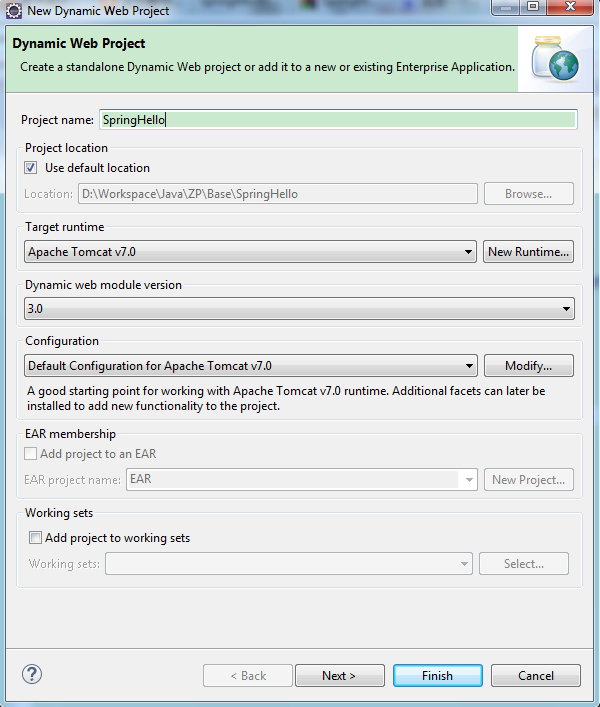 New Dynamic Web Project
Dynamic Web Project
Create a standalone Dynamic Web project or add it to a new or existing Enterprise Application.
Project name: SpringHello
Project location
Use default location
Location: D:\Workspace\Java\ZP\Base\SpringHello Browse...
Target runtime
Apache Tomcat v7.0 New Runtime...
Dynamic web module version
3.0
Configuration
Default Configuration for Apache Tomcat v7.0 Modify...
A good starting point for working with Apache Tomcat v7.0 runtime. Additional facets can later be
installed to add new functionality to the project.
EAR membership
Add project to an EAR
EAR project name: EAR New Project...
Working sets
Add project to working sets
Working sets: Select...
? < Back Next > Finish Cancel